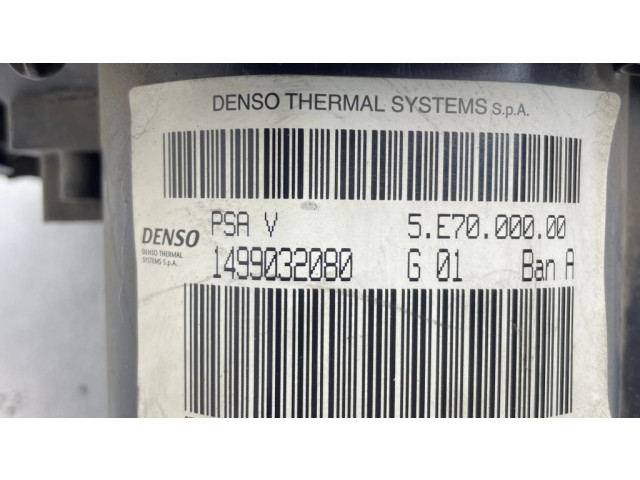 DENSO THERMAL SYSTEMS S.p.A.
PSA V 5.E70.000.00
DENSO
DENSO THERMAL
SYSTEMS S.p.A.
1499032080 G 01 Ban A